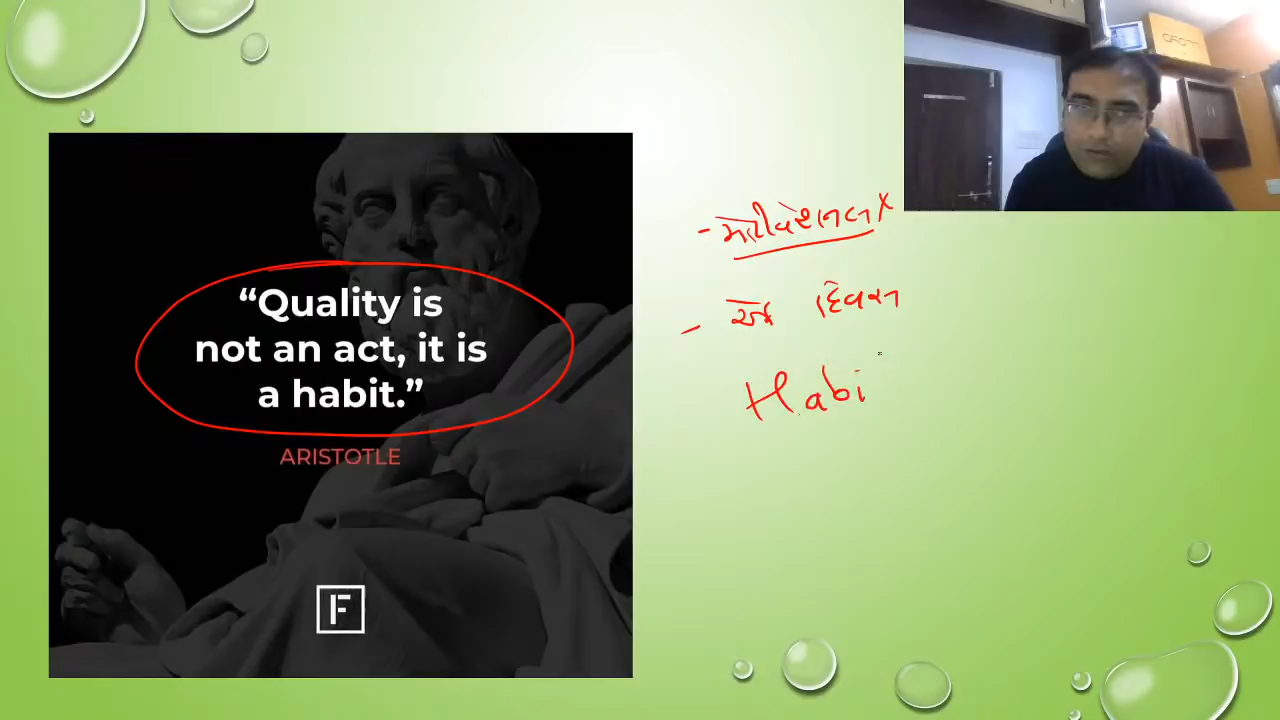 “Quality is
not an act, it is
a habit.”
ARISTOTLE
F
- મોટીવેશનલ X
- એક દિવસ
Habi